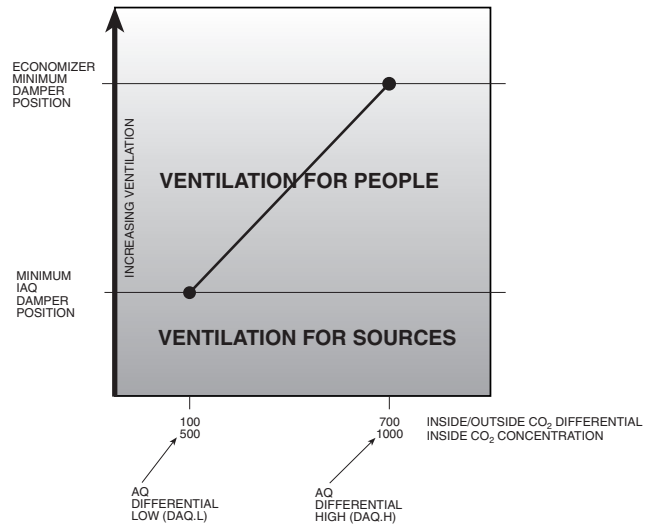 ECONOMIZER
MINIMUM
DAMPER
POSITION
INCREASING VENTILATION
VENTILATION FOR PEOPLE
MINIMUM
IAQ
DAMPER
POSITION
VENTILATION FOR SOURCES
100 700 INSIDE/OUTSIDE CO₂ DIFFERENTIAL
500 1000 INSIDE CO₂ CONCENTRATION
AQ
DIFFERENTIAL
LOW (DAQ.L)
AQ
DIFFERENTIAL
HIGH (DAQ.H)